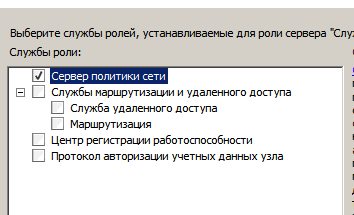 Выберите службы ролей, устанавливаемые для роли сервера "Слу
Службы роли:
Сервер политики сети
Службы маршрутизации и удаленного доступа
Служба удаленного доступа
Маршрутизация
Центр регистрации работоспособности
Протокол авторизации учетных данных узла